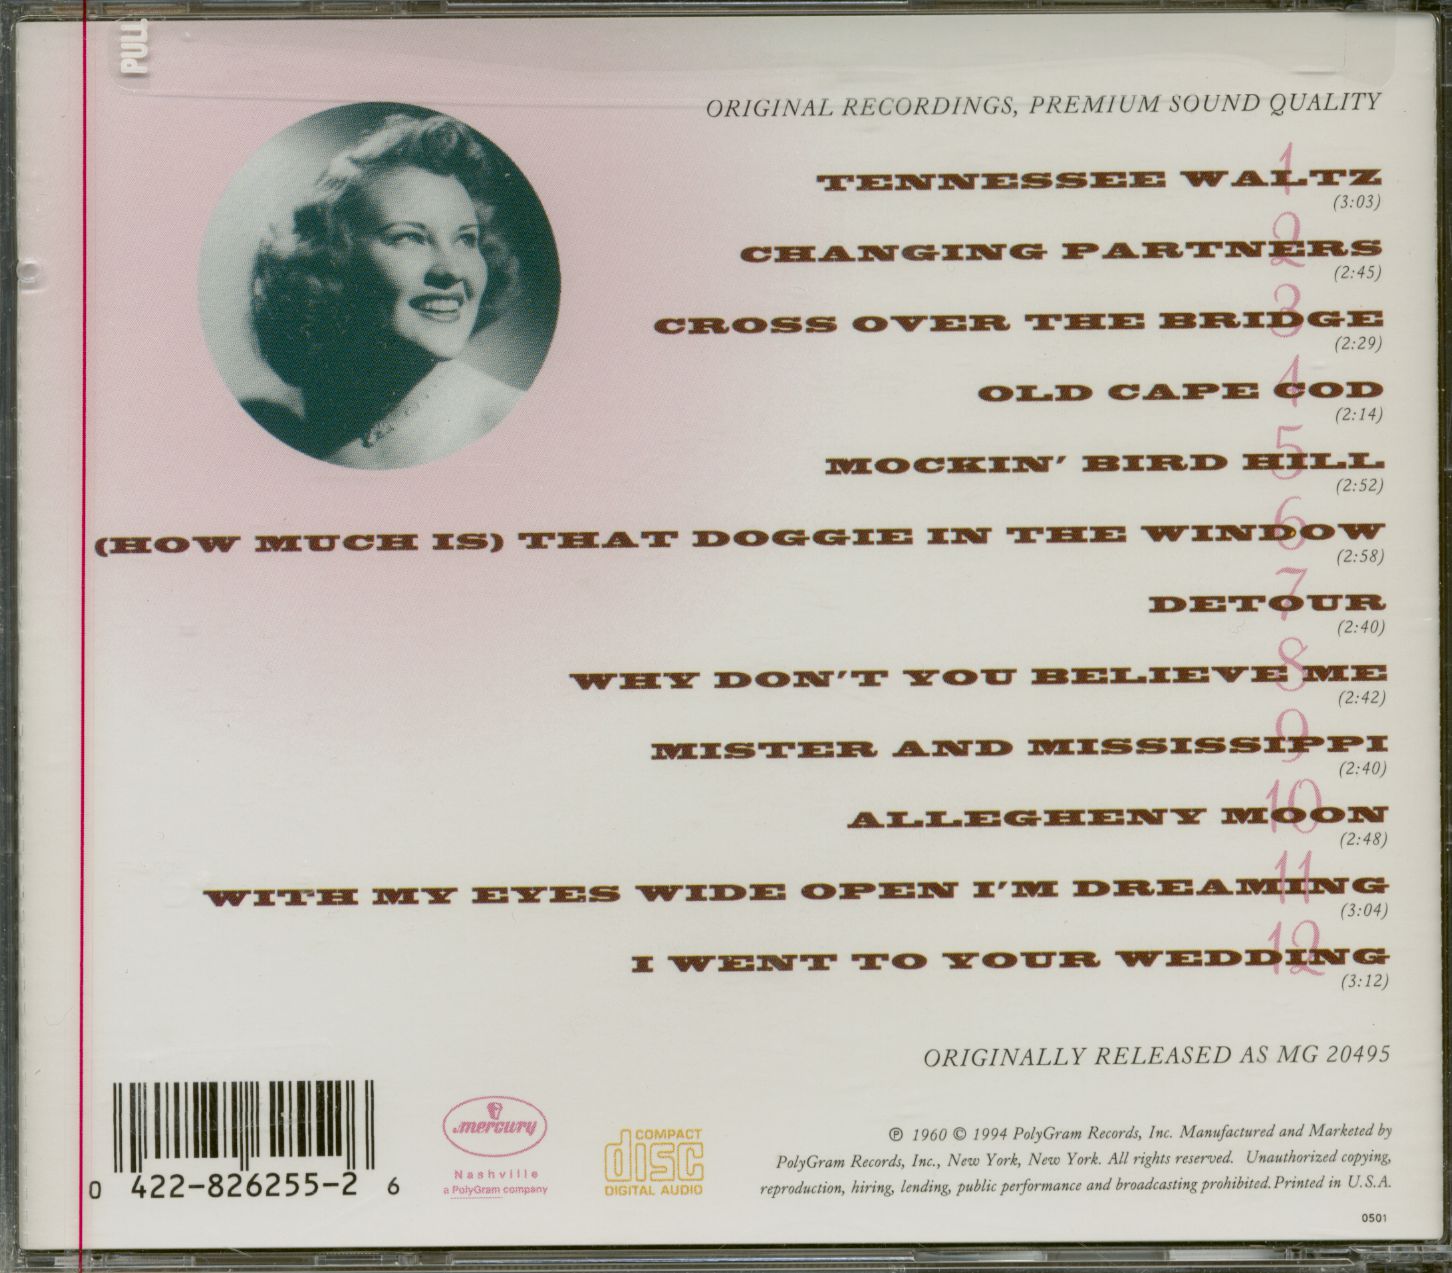 PULL
ORIGINAL RECORDINGS, PREMIUM SOUND QUALITY
1
TENNESSEE WALTZ
(3:03)
2
CHANGING PARTNERS
(2:45)
3
CROSS OVER THE BRIDGE
(2:29)
4
OLD CAPE COD
(2:14)
5
MOCKIN' BIRD HILL
(2:52)
6
(HOW MUCH IS) THAT DOGGIE IN THE WINDOW
(2:58)
7
DETOUR
(2:40)
8
WHY DON'T YOU BELIEVE ME
(2:42)
9
MISTER AND MISSISSIPPI
(2:40)
10
ALLEGHENY MOON
(2:48)
11
WITH MY EYES WIDE OPEN I'M DREAMING
(3:04)
12
I WENT TO YOUR WEDDING
(3:12)
ORIGINALLY RELEASED AS MG 20495
0 422-826255-2 6
mercury
Nashville
a PolyGram company
COMPACT
disc
DIGITAL AUDIO
℗ 1960 © 1994 PolyGram Records, Inc. Manufactured and Marketed by
PolyGram Records, Inc., New York, New York. All rights reserved. Unauthorized copying,
reproduction, hiring, lending, public performance and broadcasting prohibited. Printed in U.S.A.
0501